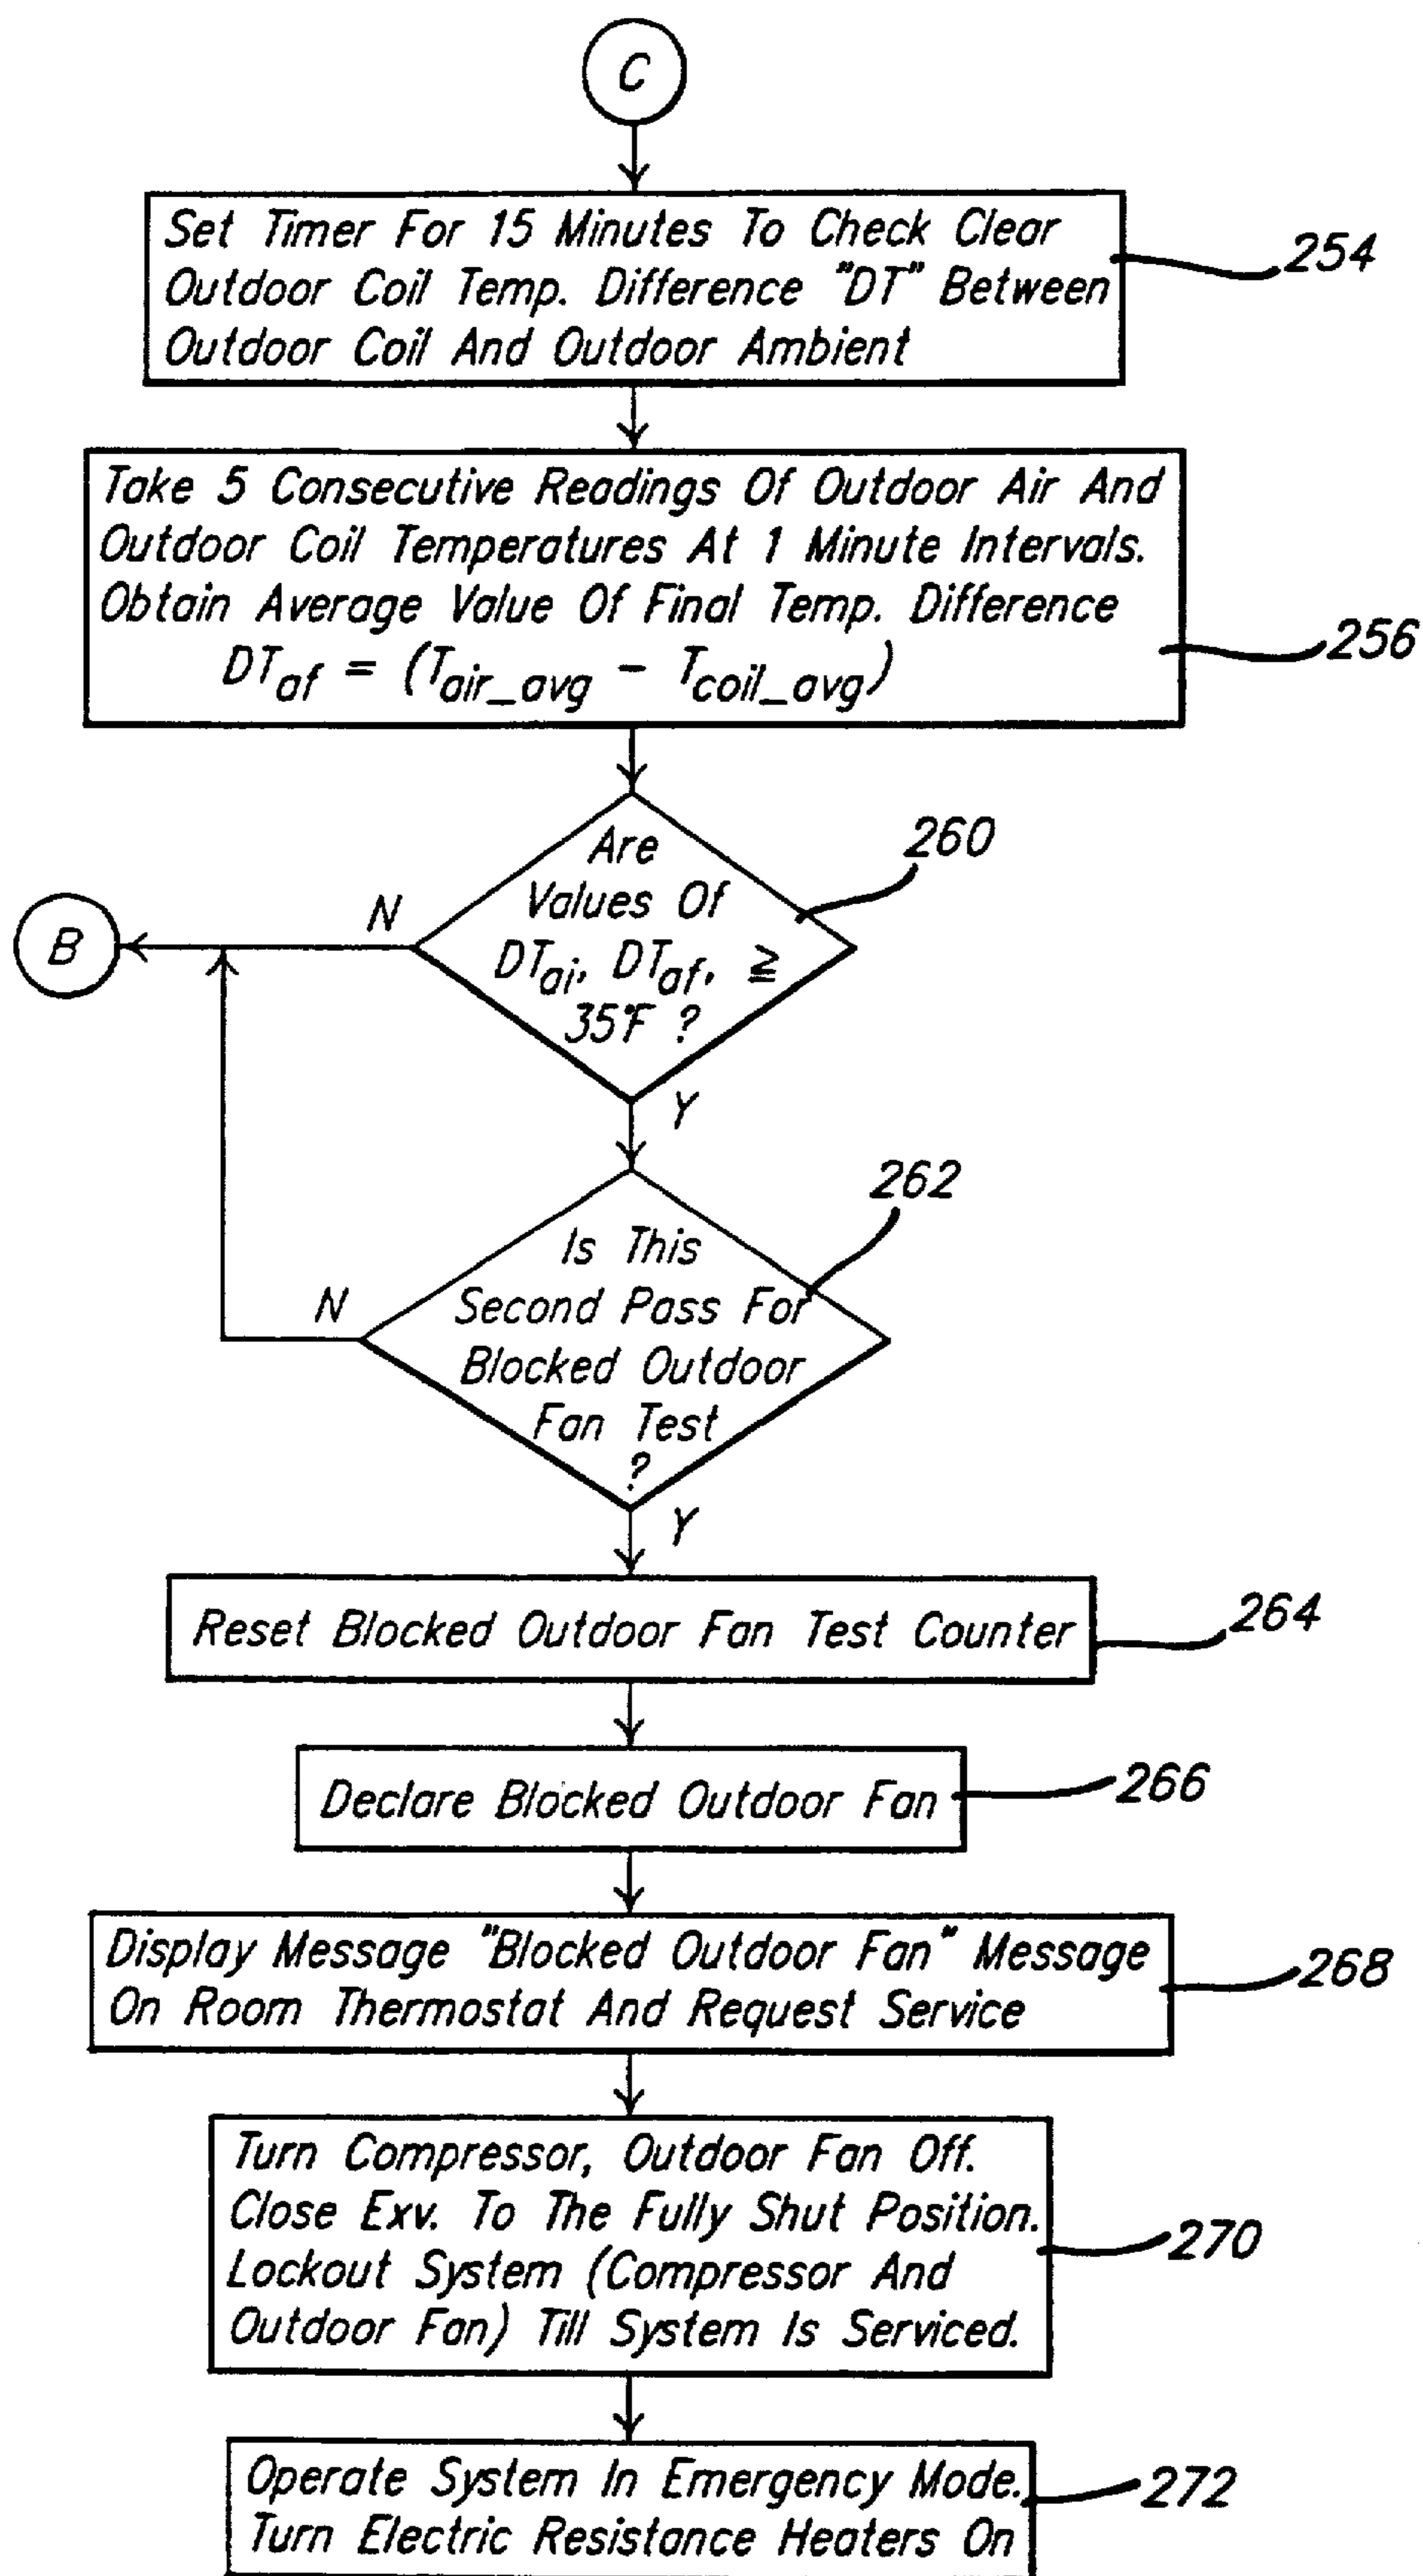 C
Set Timer For 15 Minutes To Check Clear
Outdoor Coil Temp. Difference "DT" Between
Outdoor Coil And Outdoor Ambient
254
Take 5 Consecutive Readings Of Outdoor Air And
Outdoor Coil Temperatures At 1 Minute Intervals.
Obtain Average Value Of Final Temp. Difference
DT_af = (T_air_avg - T_coil_avg)
256
Are
Values Of
DT_ai, DT_af, ≧
35°F ?
260
N
B
Y
Is This
Second Pass For
Blocked Outdoor
Fan Test
?
262
N
Y
Reset Blocked Outdoor Fan Test Counter
264
Declare Blocked Outdoor Fan
266
Display Message "Blocked Outdoor Fan" Message
On Room Thermostat And Request Service
268
Turn Compressor, Outdoor Fan Off.
Close Exv. To The Fully Shut Position.
Lockout System (Compressor And
Outdoor Fan) Till System Is Serviced.
270
Operate System In Emergency Mode.
Turn Electric Resistance Heaters On
272